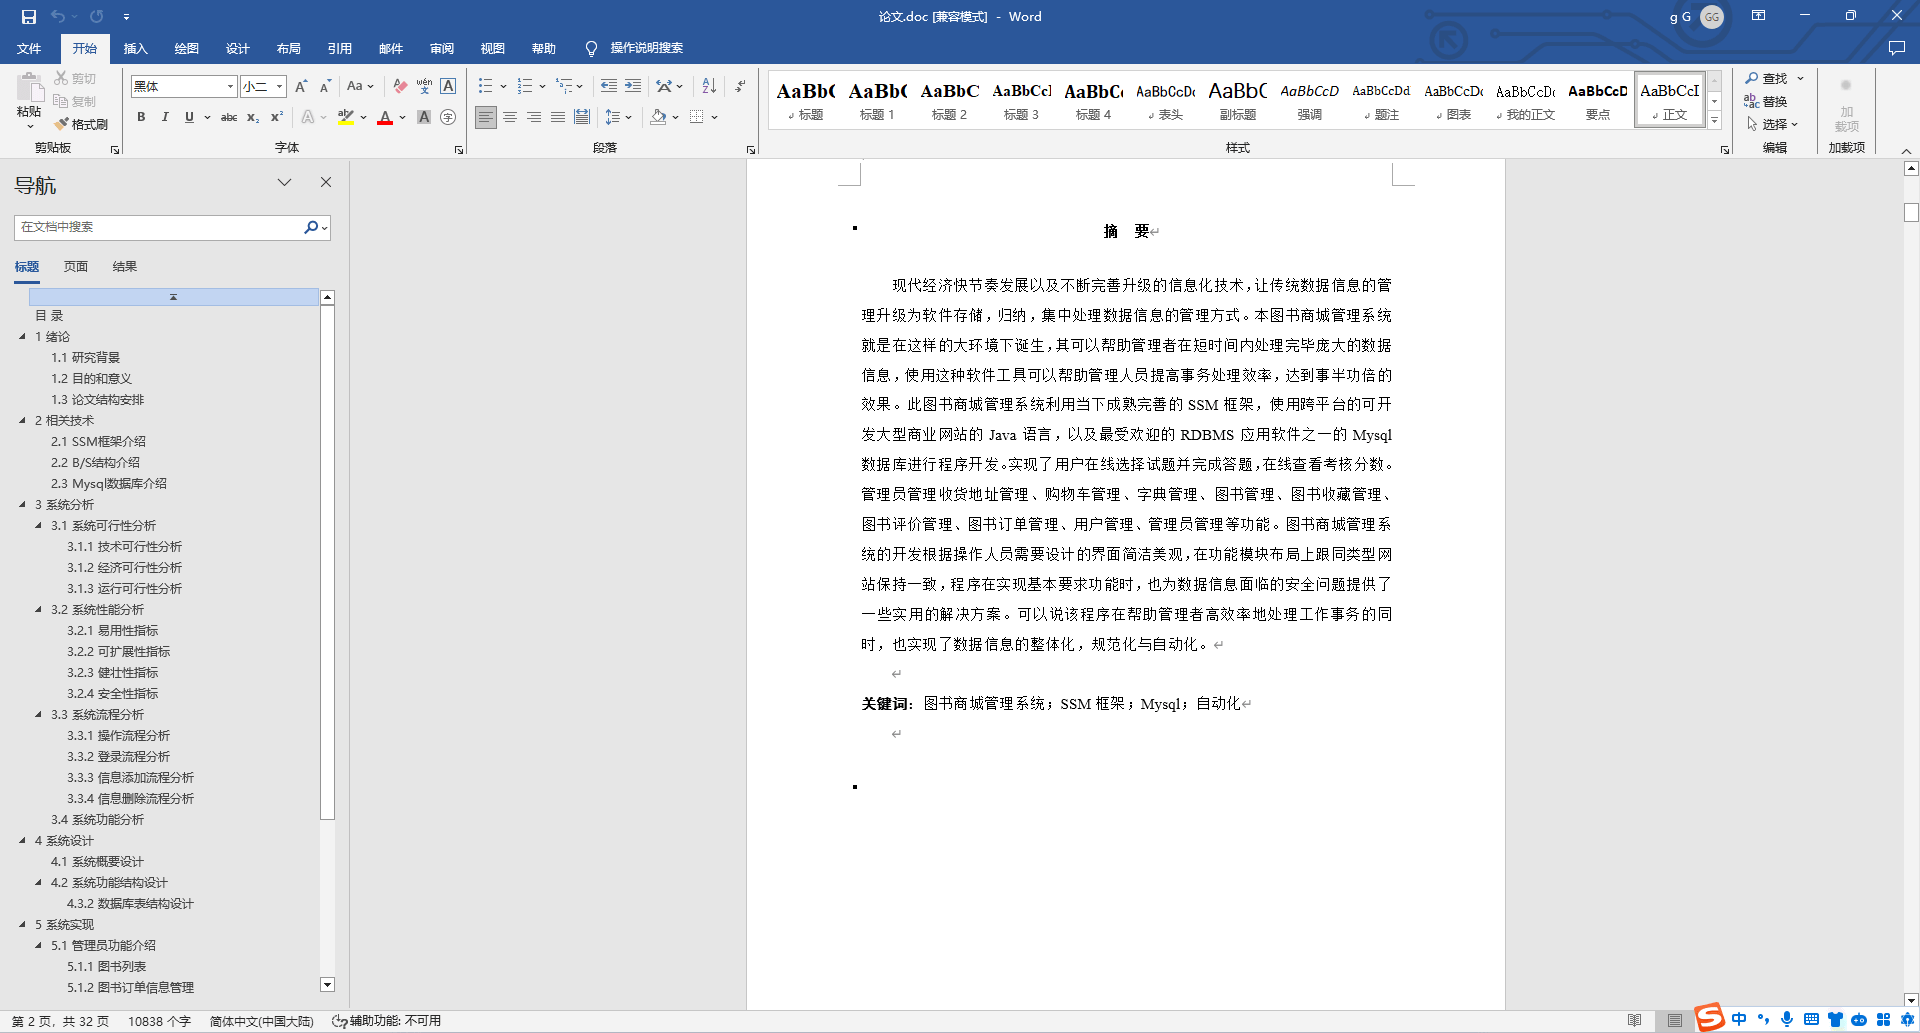 论文.doc [兼容模式] - Word
g G
GG
文件 开始 插入 绘图 设计 布局 引用 邮件 审阅 视图 帮助 操作说明搜索
粘贴
剪切
复制
格式刷
剪贴板
黑体 小二
字体
段落
AaBb( AaBb( AaBbC AaBbCcI AaBbC AaBbCcDc AaBbC AaBbCcD AaBbCcDd AaBbCcDc AaBbCcDc AaBbCcD AaBbCcI
标题 标题 1 标题 2 标题 3 标题 4 表头 副标题 强调 题注 图表 我的正文 要点 正文
样式
查找
替换
选择
编辑
加载项
加载项
导航
在文档中搜索
标题 页面 结果
目 录
1 绪论
1.1 研究背景
1.2 目的和意义
1.3 论文结构安排
2 相关技术
2.1 SSM框架介绍
2.2 B/S结构介绍
2.3 Mysql数据库介绍
3 系统分析
3.1 系统可行性分析
3.1.1 技术可行性分析
3.1.2 经济可行性分析
3.1.3 运行可行性分析
3.2 系统性能分析
3.2.1 易用性指标
3.2.2 可扩展性指标
3.2.3 健壮性指标
3.2.4 安全性指标
3.3 系统流程分析
3.3.1 操作流程分析
3.3.2 登录流程分析
3.3.3 信息添加流程分析
3.3.4 信息删除流程分析
3.4 系统功能分析
4 系统设计
4.1 系统概要设计
4.2 系统功能结构设计
4.3.2 数据库表结构设计
5 系统实现
5.1 管理员功能介绍
5.1.1 图书列表
5.1.2 图书订单信息管理
摘 要
现代经济快节奏发展以及不断完善升级的信息化技术，让传统数据信息的管
理升级为软件存储，归纳，集中处理数据信息的管理方式。本图书商城管理系统
就是在这样的大环境下诞生，其可以帮助管理者在短时间内处理完毕庞大的数据
信息，使用这种软件工具可以帮助管理人员提高事务处理效率，达到事半功倍的
效果。此图书商城管理系统利用当下成熟完善的 SSM 框架，使用跨平台的可开
发大型商业网站的 Java 语言，以及最受欢迎的 RDBMS 应用软件之一的 Mysql
数据库进行程序开发。实现了用户在线选择试题并完成答题，在线查看考核分数。
管理员管理收货地址管理、购物车管理、字典管理、图书管理、图书收藏管理、
图书评价管理、图书订单管理、用户管理、管理员管理等功能。图书商城管理系
统的开发根据操作人员需要设计的界面简洁美观，在功能模块布局上跟同类型网
站保持一致，程序在实现基本要求功能时，也为数据信息面临的安全问题提供了
一些实用的解决方案。可以说该程序在帮助管理者高效率地处理工作事务的同
时，也实现了数据信息的整体化，规范化与自动化。
关键词：图书商城管理系统；SSM 框架；Mysql；自动化
第 2 页，共 32 页 10838 个字 简体中文(中国大陆) 辅助功能: 不可用
中